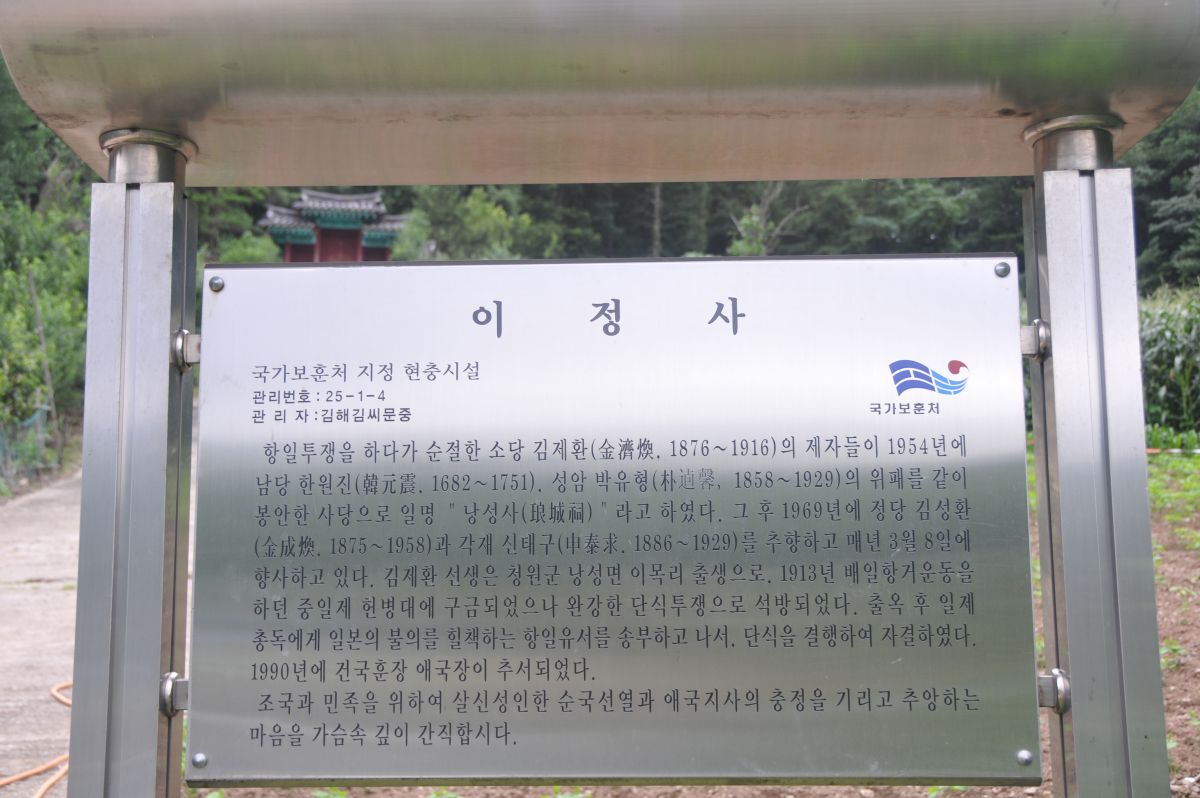 이 정 사
국가보훈처 지정 현충시설
관리번호 : 25-1-4
관 리 자 : 김해김씨문중
국가보훈처
항일투쟁을 하다가 순절한 소당 김제환(金濟煥, 1876~1916)의 제자들이 1954년에
남당 한원진(韓元震, 1682~1751), 성암 박유형(朴逌馨, 1858~1929)의 위패를 같이
봉안한 사당으로 일명 "낭성사(琅城祠)"라고 하였다. 그 후 1969년에 정당 김성환
(金成煥, 1875~1958)과 각재 신태구(申泰求, 1886~1929)를 추향하고 매년 3월 8일에
향사하고 있다. 김제환 선생은 청원군 낭성면 이목리 출생으로, 1913년 배일항거운동을
하던 중일제 헌병대에 구금되었으나 완강한 단식투쟁으로 석방되었다. 출옥 후 일제
총독에게 일본의 불의를 힐책하는 항일유서를 송부하고 나서, 단식을 결행하여 자결하였다.
1990년에 건국훈장 애국장이 추서되었다.
조국과 민족을 위하여 살신성인한 순국선열과 애국지사의 충정을 기리고 추앙하는
마음을 가슴속 깊이 간직합시다.